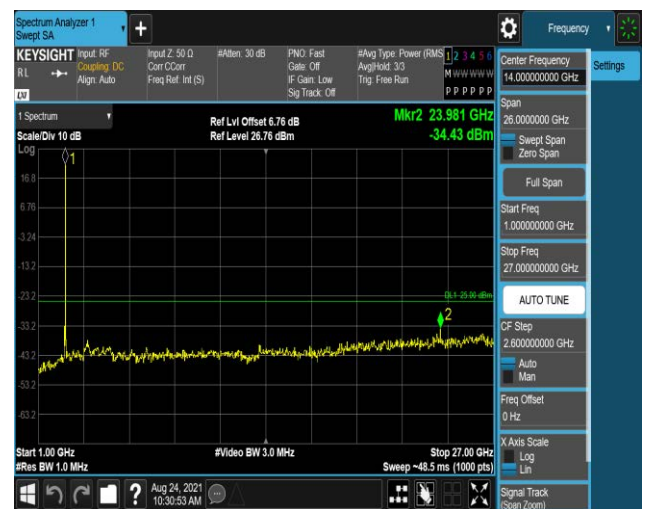 Spectrum Analyzer 1
Swept SA
+
Frequency
KEYSIGHT
RL
LXI
Input: RF
Coupling: DC
Align: Auto
Input Z: 50 Ω
Corr CCorr
Freq Ref: Int (S)
#Atten: 30 dB
PNO: Fast
Gate: Off
IF Gain: Low
Sig Track: Off
#Avg Type: Power (RMS
Avg|Hold: 3/3
Trig: Free Run
1 2 3 4 5 6
M W W W W W
P P P P P P
1 Spectrum
Scale/Div 10 dB
Ref Lvl Offset 6.76 dB
Ref Level 26.76 dBm
Mkr2 23.981 GHz
-34.43 dBm
Log
1
16.8
6.76
-3.24
-13.2
-23.2
DL1 -25.00 dBm
2
-33.2
-43.2
-53.2
-63.2
Start 1.00 GHz
#Res BW 1.0 MHz
#Video BW 3.0 MHz
Stop 27.00 GHz
Sweep ~48.5 ms (1000 pts)
?
Aug 24, 2021
10:30:53 AM
Center Frequency
14.000000000 GHz
Settings
Span
26.0000000 GHz
Swept Span
Zero Span
Full Span
Start Freq
1.000000000 GHz
Stop Freq
27.000000000 GHz
AUTO TUNE
CF Step
2.600000000 GHz
Auto
Man
Freq Offset
0 Hz
X Axis Scale
Log
Lin
Signal Track
(Span Zoom)